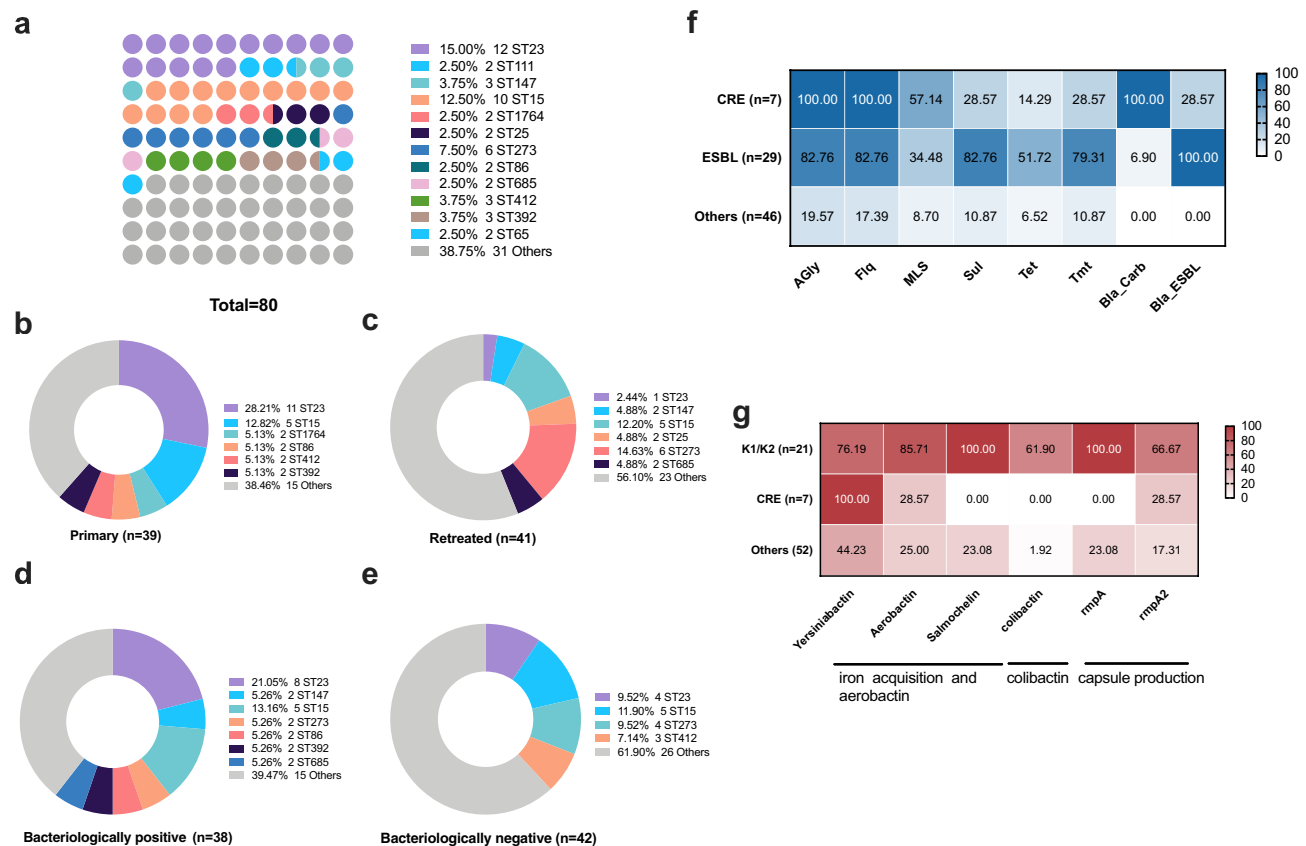 a
15.00% 12 ST23
2.50% 2 ST111
3.75% 3 ST147
12.50% 10 ST15
2.50% 2 ST1764
2.50% 2 ST25
7.50% 6 ST273
2.50% 2 ST86
2.50% 2 ST685
3.75% 3 ST412
3.75% 3 ST392
2.50% 2 ST65
38.75% 31 Others
Total=80
b
28.21% 11 ST23
12.82% 5 ST15
5.13% 2 ST1764
5.13% 2 ST86
5.13% 2 ST412
5.13% 2 ST392
38.46% 15 Others
Primary (n=39)
c
2.44% 1 ST23
4.88% 2 ST147
12.20% 5 ST15
4.88% 2 ST25
14.63% 6 ST273
4.88% 2 ST685
56.10% 23 Others
Retreated (n=41)
d
21.05% 8 ST23
5.26% 2 ST147
13.16% 5 ST15
5.26% 2 ST273
5.26% 2 ST86
5.26% 2 ST392
5.26% 2 ST685
39.47% 15 Others
Bacteriologically positive (n=38)
e
9.52% 4 ST23
11.90% 5 ST15
9.52% 4 ST273
7.14% 3 ST412
61.90% 26 Others
Bacteriologically negative (n=42)
f
CRE (n=7) 100.00 100.00 57.14 28.57 14.29 28.57 100.00 28.57
ESBL (n=29) 82.76 82.76 34.48 82.76 51.72 79.31 6.90 100.00
Others (n=46) 19.57 17.39 8.70 10.87 6.52 10.87 0.00 0.00
AGly Flq MLS Sul Tet Tmt Bla_Carb Bla_ESBL
100
80
60
40
20
0
g
K1/K2 (n=21) 76.19 85.71 100.00 61.90 100.00 66.67
CRE (n=7) 100.00 28.57 0.00 0.00 0.00 28.57
Others (52) 44.23 25.00 23.08 1.92 23.08 17.31
Yersiniabactin Aerobactin Salmochelin colibactin rmpA rmpA2
iron acquisition and colibactin capsule production
aerobactin
100
80
60
40
20
0